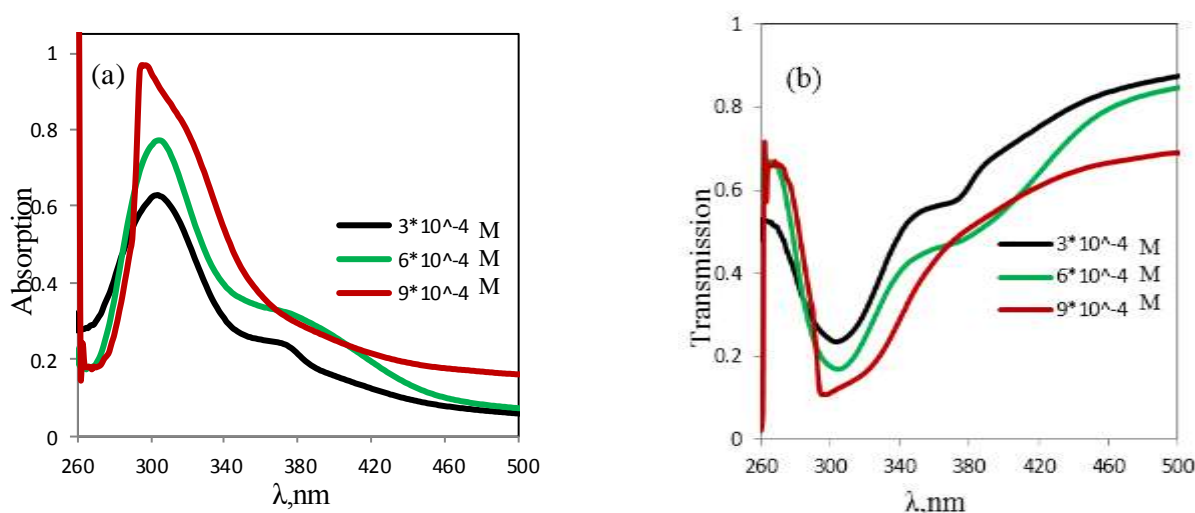 (a)
Absorption
1
0.8
0.6
0.4
0.2
0
260 300 340 380 420 460 500
λ,nm
3*10^-4 M
6*10^-4 M
9*10^-4 M
(b)
Transmission
1
0.8
0.6
0.4
0.2
0
260 300 340 380 420 460 500
λ,nm
3*10^-4 M
6*10^-4 M
9*10^-4 M